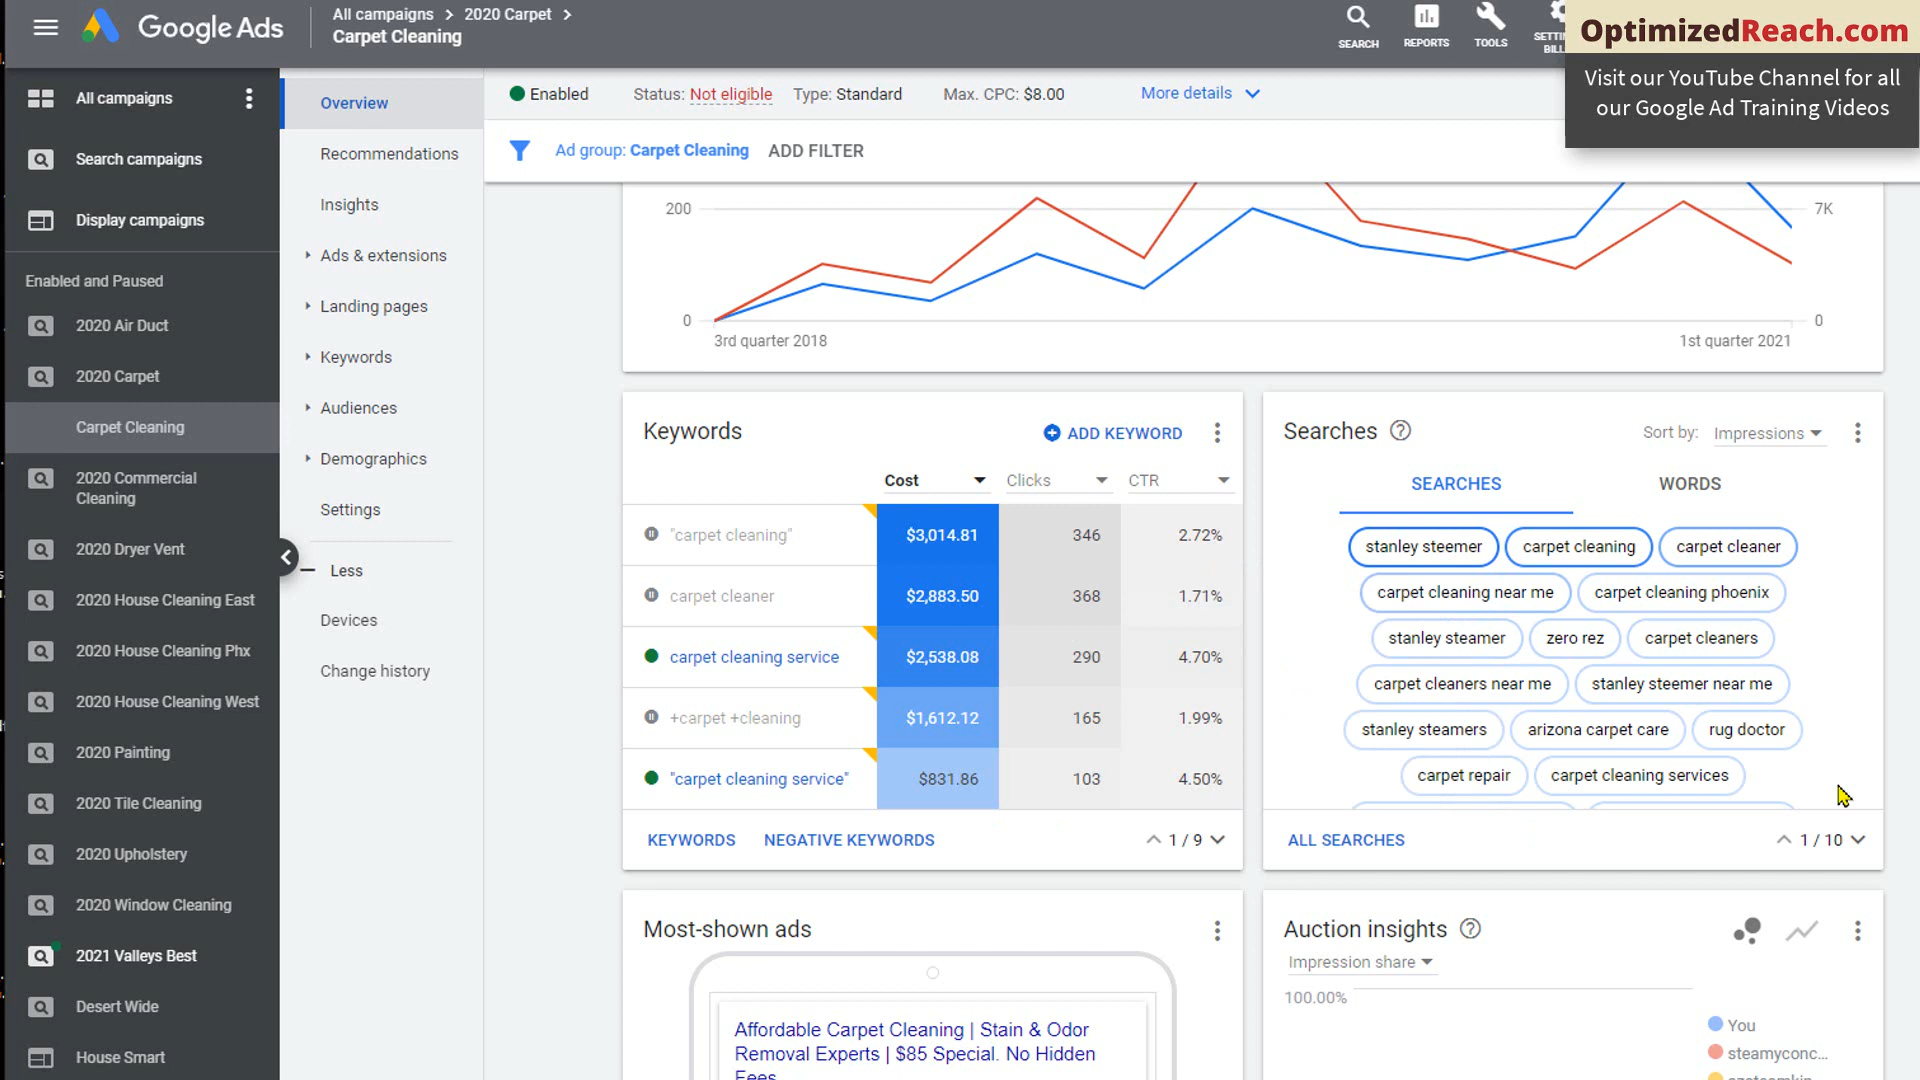 Google Ads
All campaigns > 2020 Carpet >
Carpet Cleaning
SEARCH
REPORTS
TOOLS
OptimizedReach.com
Visit our YouTube Channel for all
our Google Ad Training Videos
All campaigns
Search campaigns
Display campaigns
Enabled and Paused
2020 Air Duct
2020 Carpet
Carpet Cleaning
2020 Commercial
Cleaning
2020 Dryer Vent
2020 House Cleaning East
2020 House Cleaning Phx
2020 House Cleaning West
2020 Painting
2020 Tile Cleaning
2020 Upholstery
2020 Window Cleaning
2021 Valleys Best
Desert Wide
House Smart
Overview
Recommendations
Insights
Ads & extensions
Landing pages
Keywords
Audiences
Demographics
Settings
Less
Devices
Change history
Enabled Status: Not eligible Type: Standard Max. CPC: $8.00 More details
Ad group: Carpet Cleaning ADD FILTER
200 7K
0 0
3rd quarter 2018 1st quarter 2021
Keywords ADD KEYWORD
Cost Clicks CTR
"carpet cleaning" $3,014.81 346 2.72%
carpet cleaner $2,883.50 368 1.71%
carpet cleaning service $2,538.08 290 4.70%
+carpet +cleaning $1,612.12 165 1.99%
"carpet cleaning service" $831.86 103 4.50%
KEYWORDS NEGATIVE KEYWORDS 1 / 9
Searches Sort by: Impressions
SEARCHES WORDS
stanley steemer carpet cleaning carpet cleaner
carpet cleaning near me carpet cleaning phoenix
stanley steamer zero rez carpet cleaners
carpet cleaners near me stanley steemer near me
stanley steamers arizona carpet care rug doctor
carpet repair carpet cleaning services
ALL SEARCHES 1 / 10
Most-shown ads
Affordable Carpet Cleaning | Stain & Odor
Removal Experts | $85 Special. No Hidden
Fees
Auction insights
Impression share
100.00%
You
steamyconc...